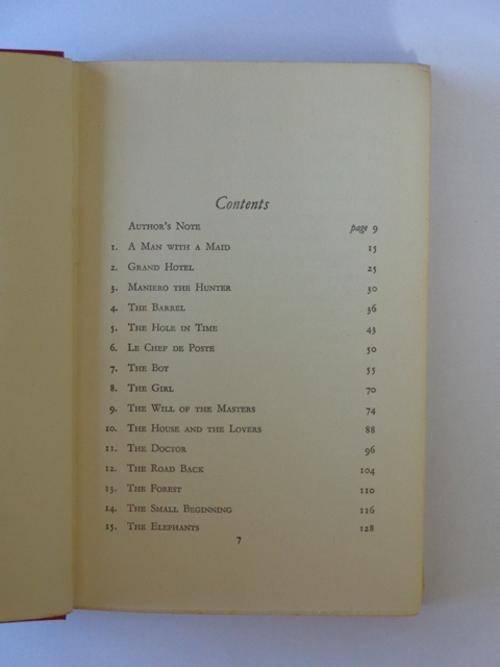 Contents
Author's Note page 9
1. A Man with a Maid 15
2. Grand Hotel 25
3. Maniero the Hunter 30
4. The Barrel 36
5. The Hole in Time 43
6. Le Chef de Poste 50
7. The Boy 55
8. The Girl 70
9. The Will of the Masters 74
10. The House and the Lovers 88
11. The Doctor 96
12. The Road Back 104
13. The Forest 110
14. The Small Beginning 116
15. The Elephants 128
7